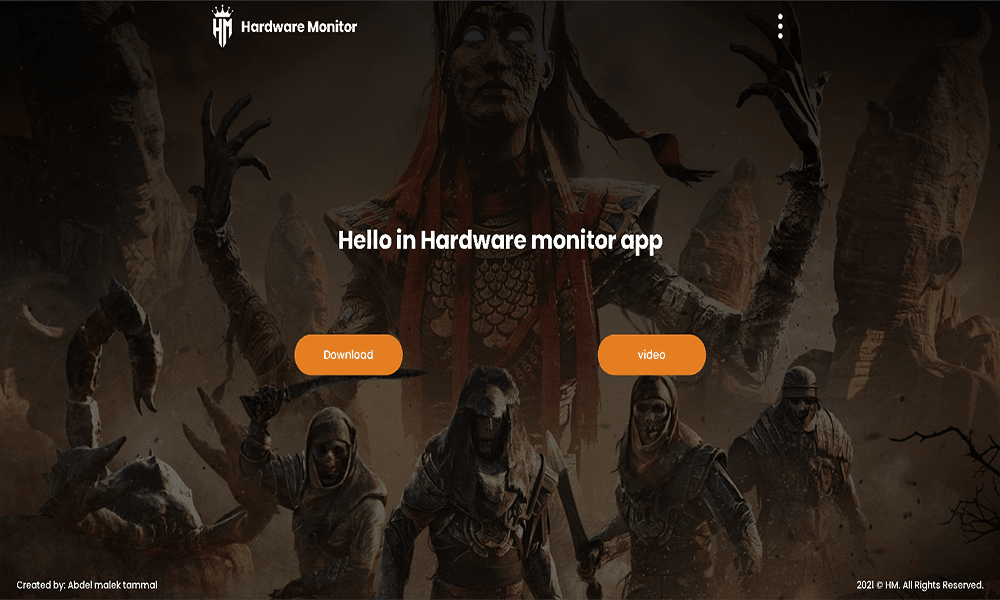 HM Hardware Monitor
Hello in Hardware monitor app
Download
video
Created by: Abdel malek tammal
2021 © HM. All Rights Reserved.